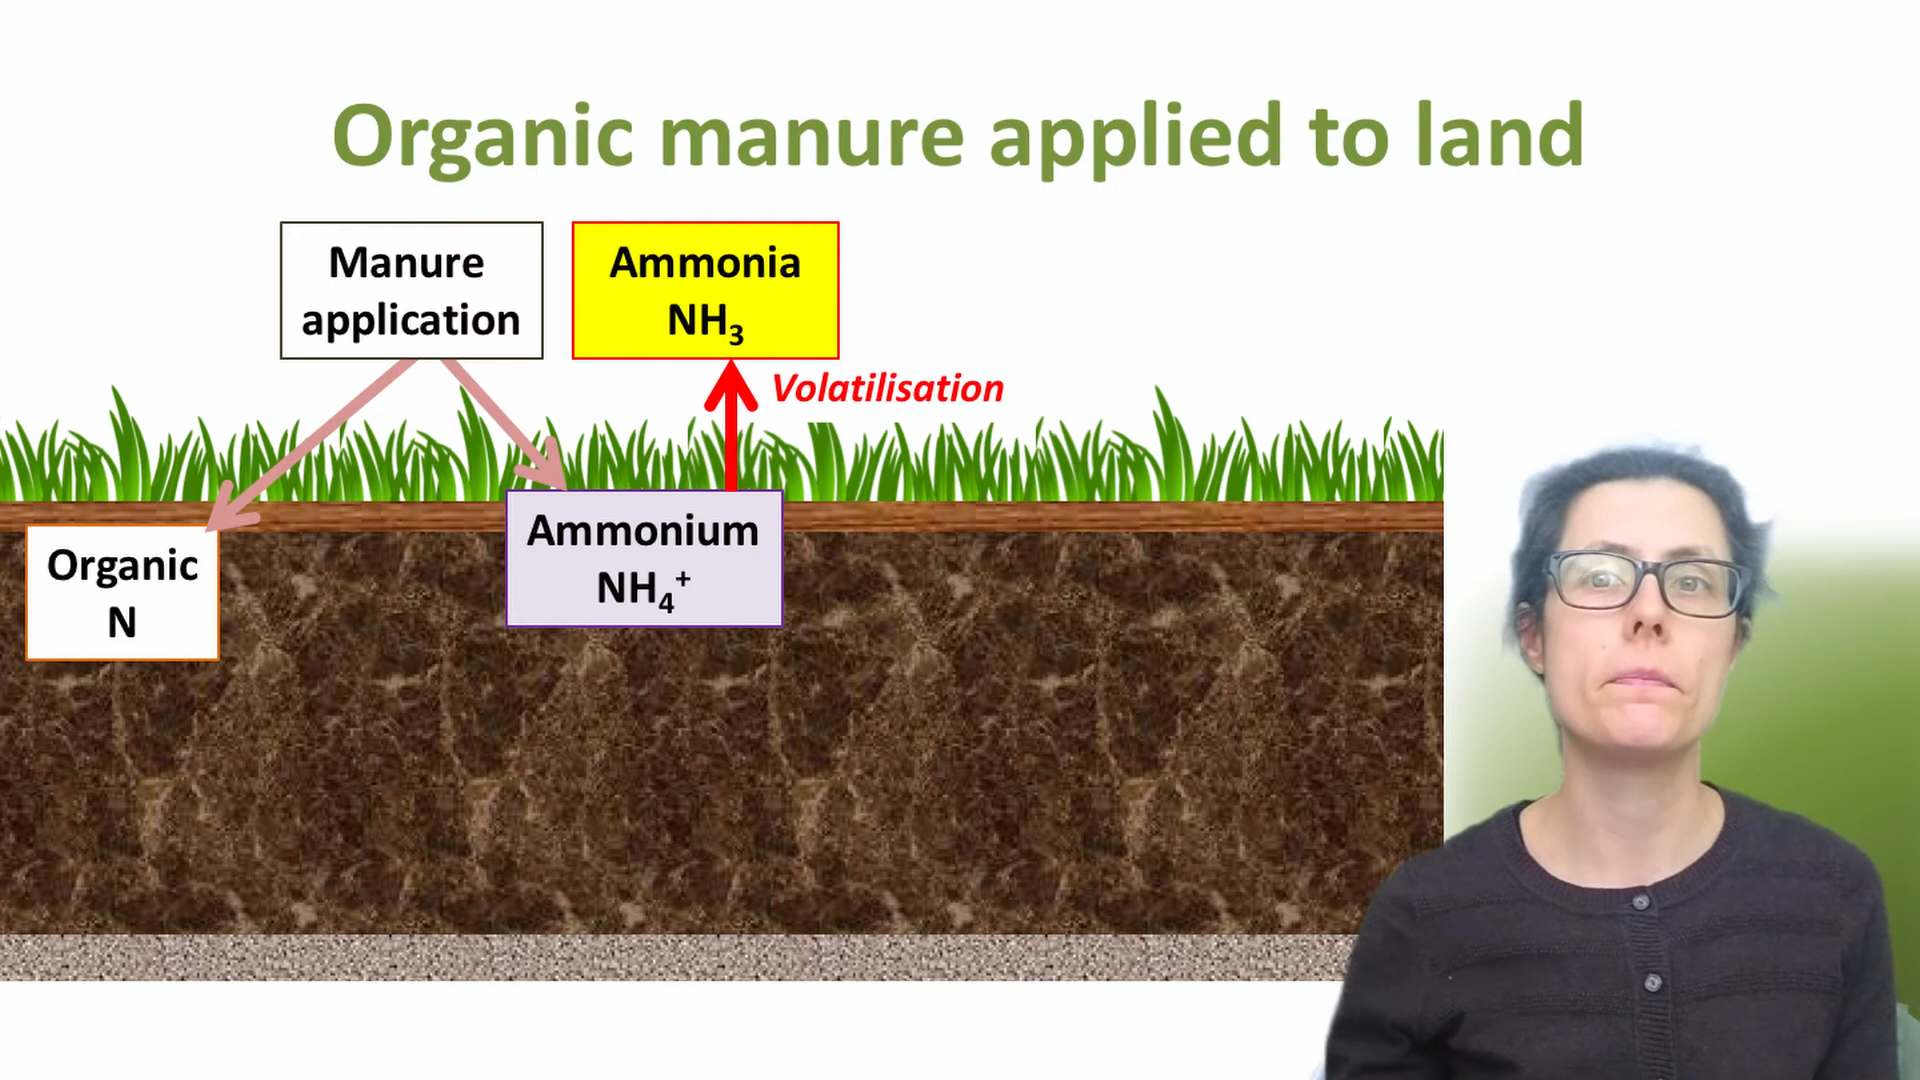 Organic manure applied to land
Manure
application
Ammonia
NH₃
Volatilisation
Organic
N
Ammonium
NH₄⁺